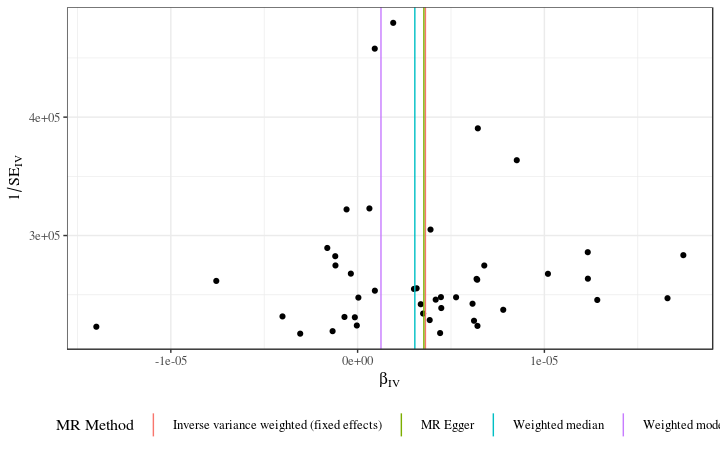 4e+05
3e+05
1/SE_IV
-1e-05 0e+00 1e-05
β_IV
MR Method Inverse variance weighted (fixed effects) MR Egger Weighted median Weighted mode